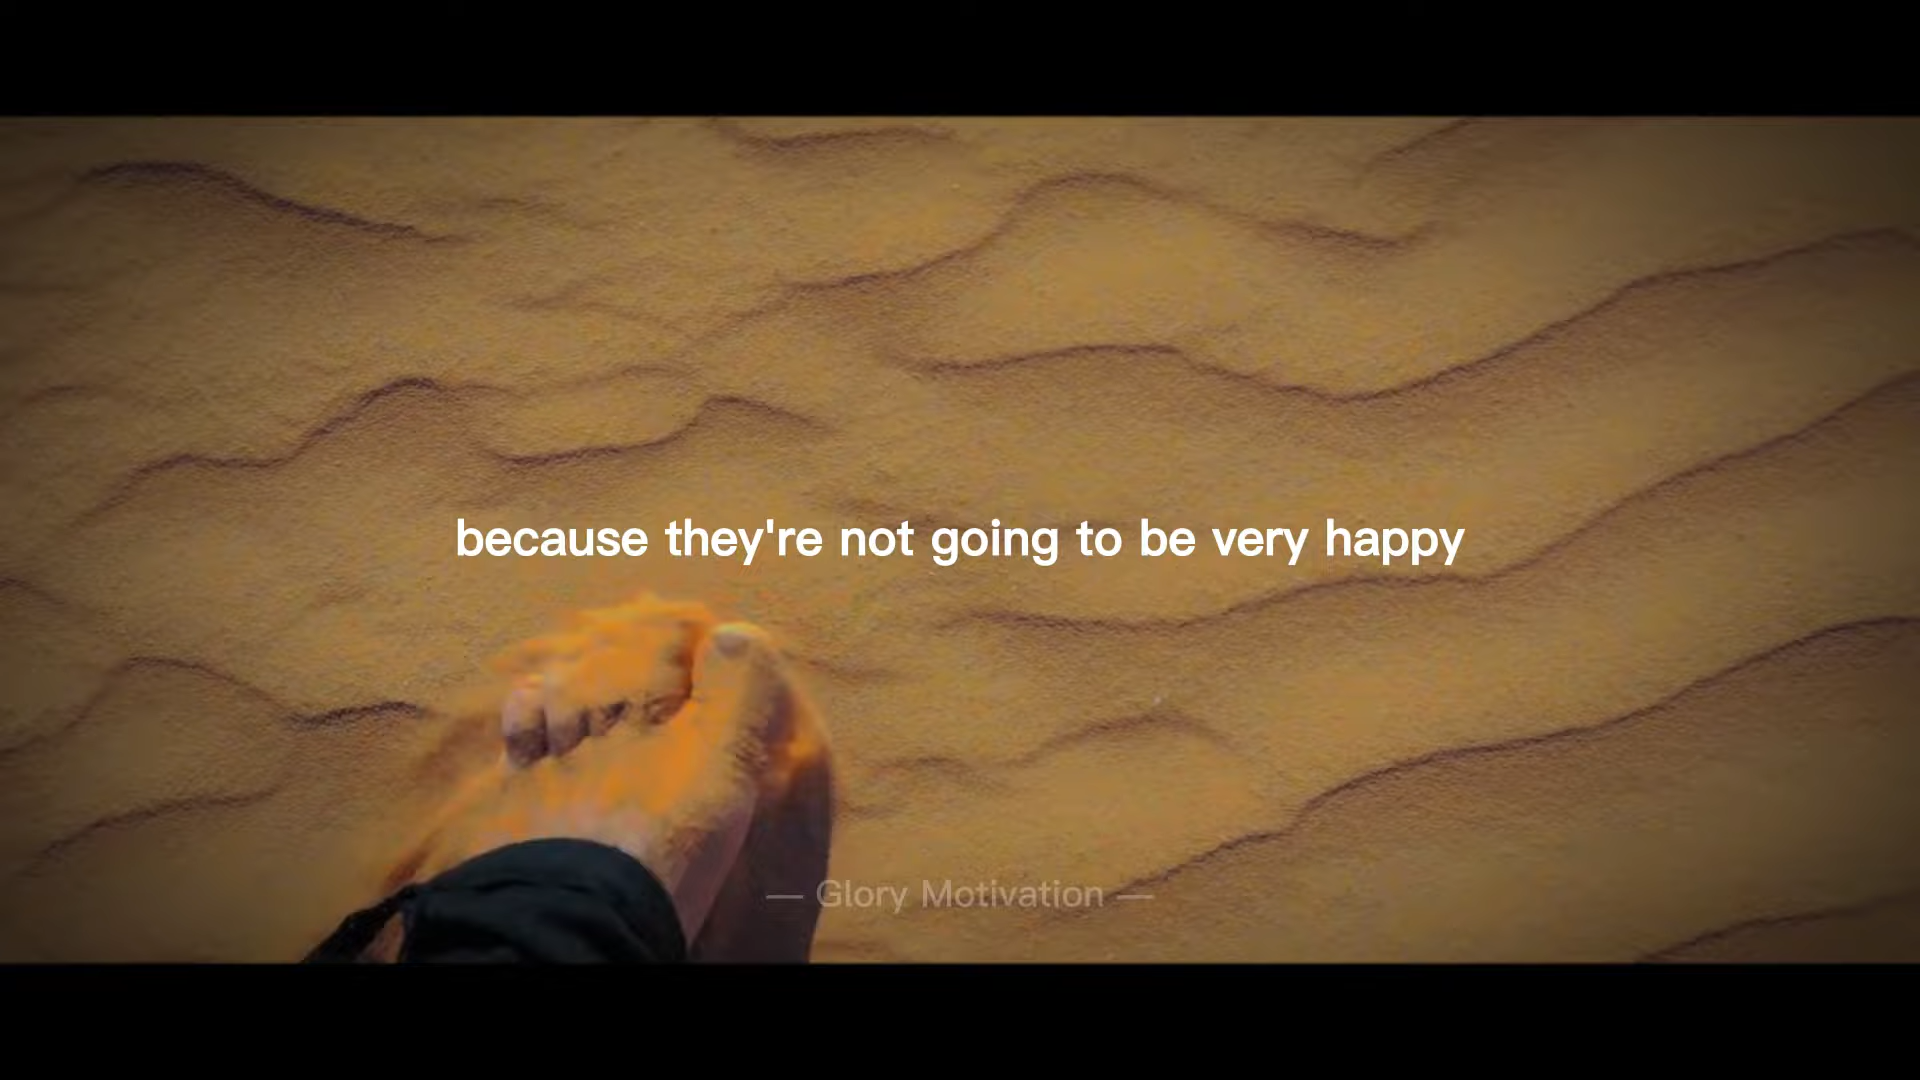 because they're not going to be very happy
— Glory Motivation —